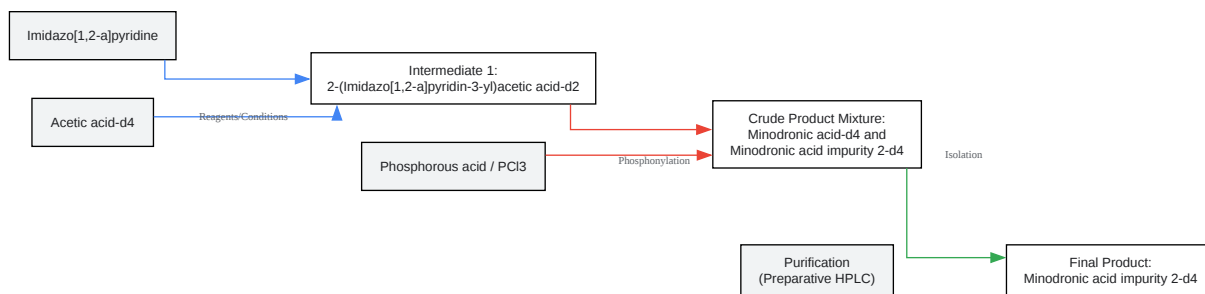 Imidazo[1,2-a]pyridine
Acetic acid-d4
Reagents/Conditions
Intermediate 1:
2-(Imidazo[1,2-a]pyridin-3-yl)acetic acid-d2
Phosphorous acid / PCl3
Phosphonylation
Crude Product Mixture:
Minodronic acid-d4 and
Minodronic acid impurity 2-d4
Isolation
Purification
(Preparative HPLC)
Final Product:
Minodronic acid impurity 2-d4